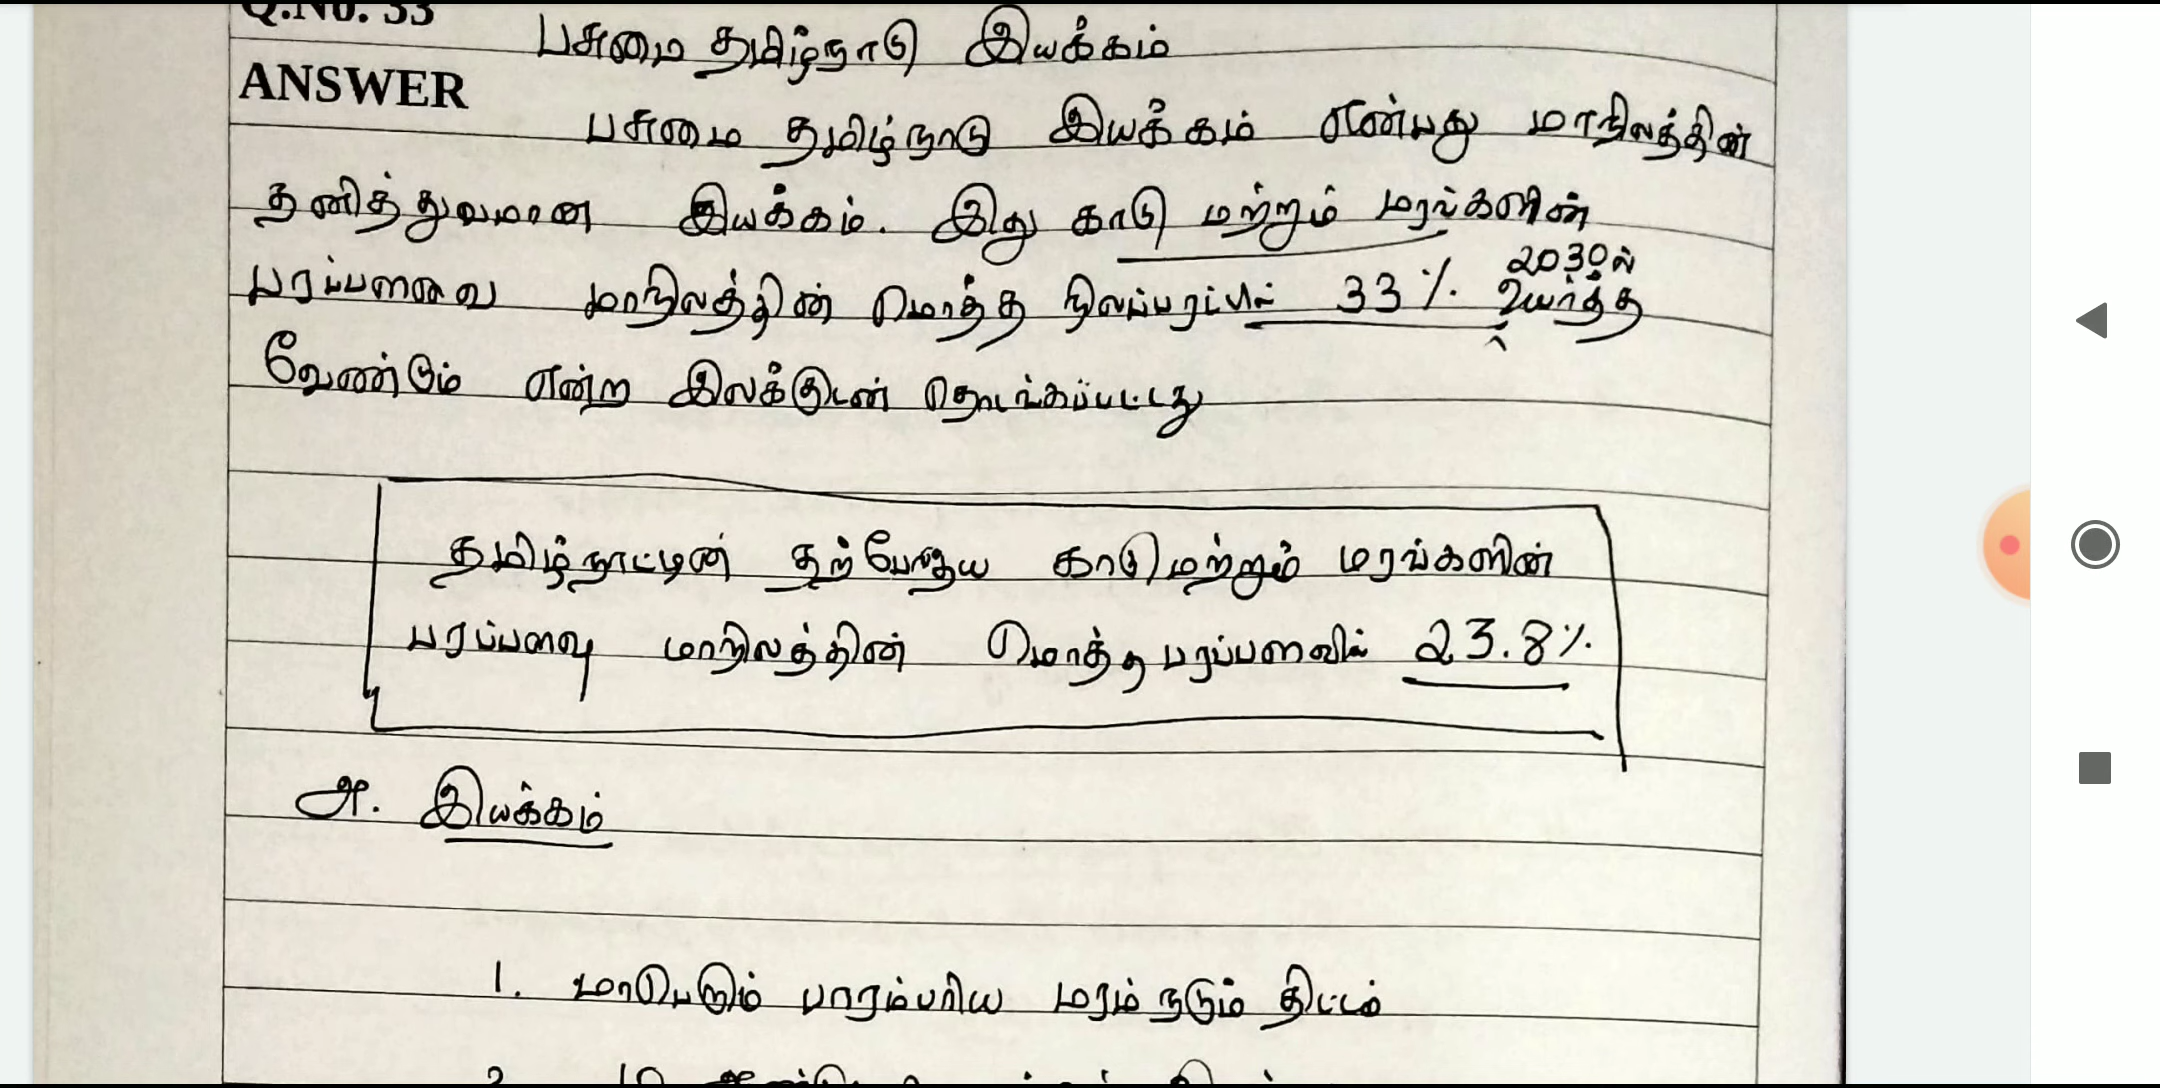 Q.No. 33
பசுமை தமிழ்நாடு இயக்கம்
ANSWER
பசுமை தமிழ்நாடு இயக்கம் என்பது மாநிலத்தின்
தனித்துவமான இயக்கம். இது காடு மற்றும் மரங்களின்
2030ல்
பரப்பளவை மாநிலத்தின் மொத்த நிலப்பரப்பில் 33% உயர்த்த
வேண்டும் என்ற இலக்குடன் தொடங்கப்பட்டது
தமிழ்நாட்டின் தற்போதைய காடு மற்றும் மரங்களின்
பரப்பளவு மாநிலத்தின் மொத்த பரப்பளவில் 23.8%
அ. இயக்கம்
1. மாபெரும் பாரம்பரிய மரம் நடும் திட்டம்
2. 10